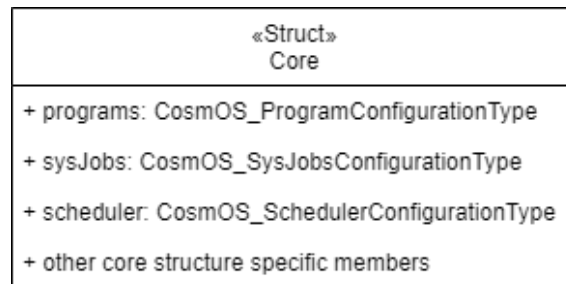 «Struct»
Core
+ programs: CosmOS_ProgramConfigurationType
+ sysJobs: CosmOS_SysJobsConfigurationType
+ scheduler: CosmOS_SchedulerConfigurationType
+ other core structure specific members